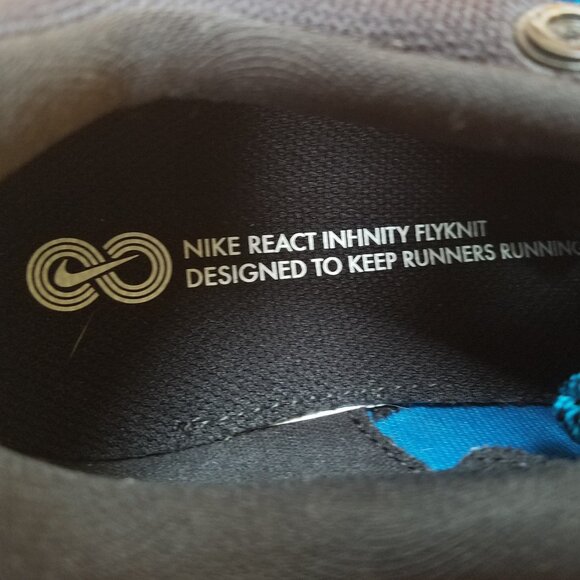 NIKE REACT INHNITY FLYKNIT
DESIGNED TO KEEP RUNNERS RUNNING